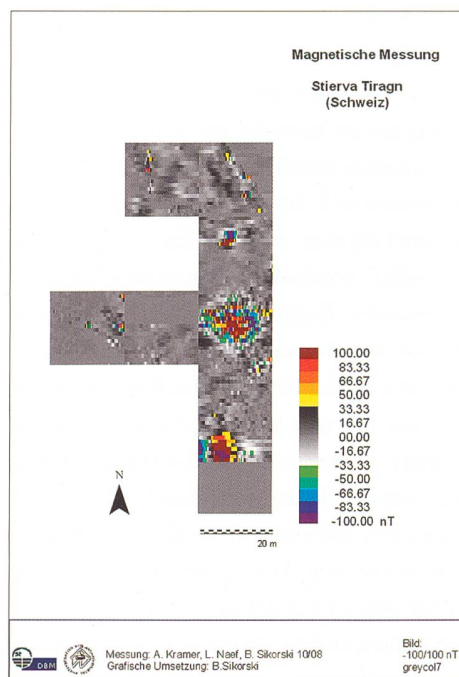 Magnetische Messung
Stierva Tiragn
(Schweiz)
100.00
83.33
66.67
50.00
33.33
16.67
00.00
-16.67
-33.33
-50.00
-66.67
-83.33
-100.00 nT
N
20 m
DBM
Messung: A. Kramer, L. Naef, B. Sikorski 10/08
Grafische Umsetzung: B.Sikorski
Bild:
-100/100 nT
greycol7